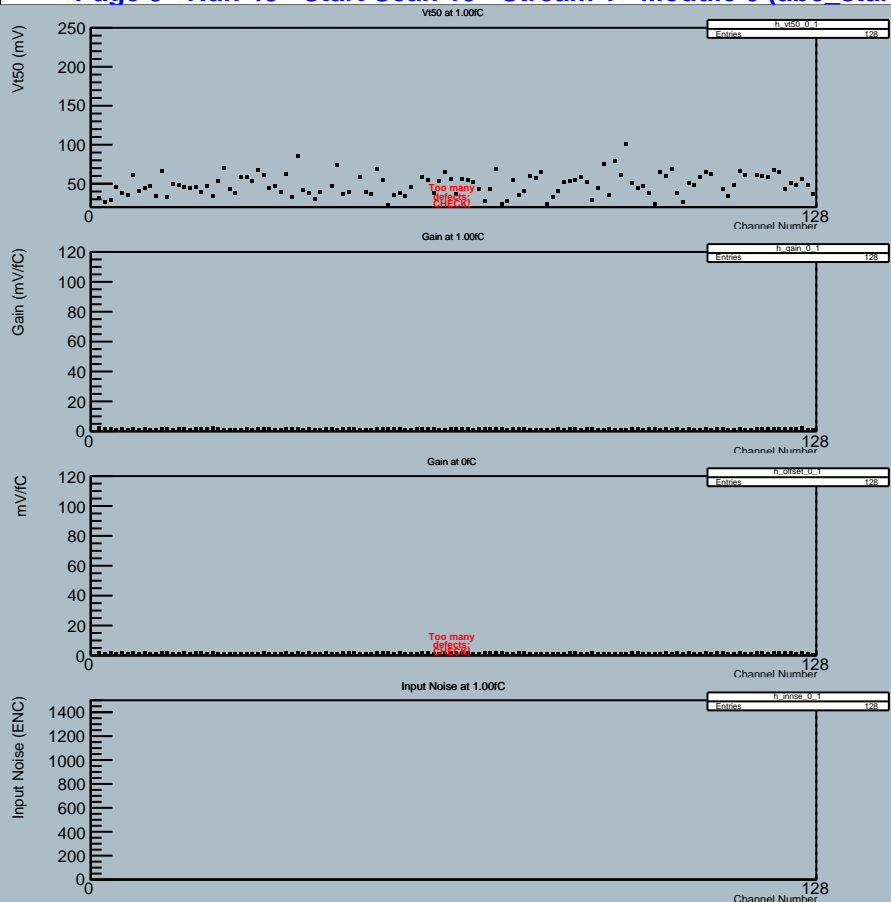 Vt50 at 1.00fC
h_vt50_0_1
Entries 128
Vt50 (mV)
250
200
150
100
50
Too many
defects:
CHECK!
0
128
Channel Number
Gain at 1.00fC
h_gain_0_1
Entries 128
Gain (mV/fC)
120
100
80
60
40
20
0
0
128
Channel Number
Gain at 0fC
h_offset_0_1
Entries 128
mV/fC
120
100
80
60
40
20
Too many
defects:
CHECK!
0
0
128
Channel Number
Input Noise at 1.00fC
h_innse_0_1
Entries 128
Input Noise (ENC)
1400
1200
1000
800
600
400
200
0
0
128
Channel Number